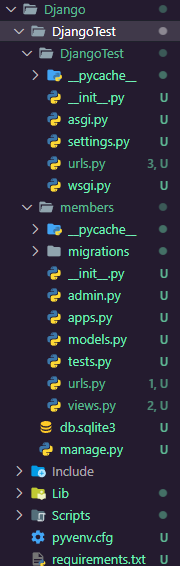 Django
DjangoTest
DjangoTest
__pycache__
__init__.py U
asgi.py U
settings.py U
urls.py 3, U
wsgi.py U
members
__pycache__
migrations
__init__.py U
admin.py U
apps.py U
models.py U
tests.py U
urls.py 1, U
views.py 2, U
db.sqlite3 U
manage.py U
Include
Lib
Scripts
pyvenv.cfg U
requirements.txt U